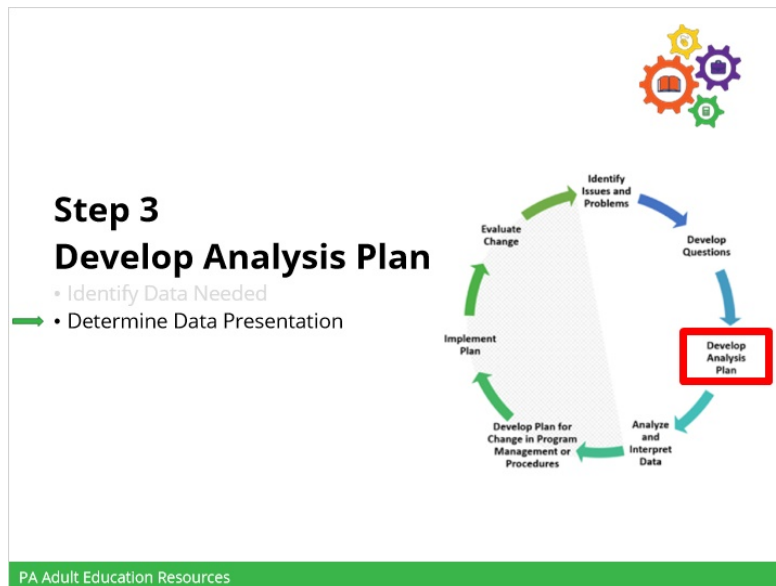 Step 3
Develop Analysis Plan
• Identify Data Needed
• Determine Data Presentation
Identify
Issues and
Problems
Develop
Questions
Develop
Analysis
Plan
Analyze
and
Interpret
Data
Develop Plan for
Change in Program
Management or
Procedures
Implement
Plan
Evaluate
Change
PA Adult Education Resources